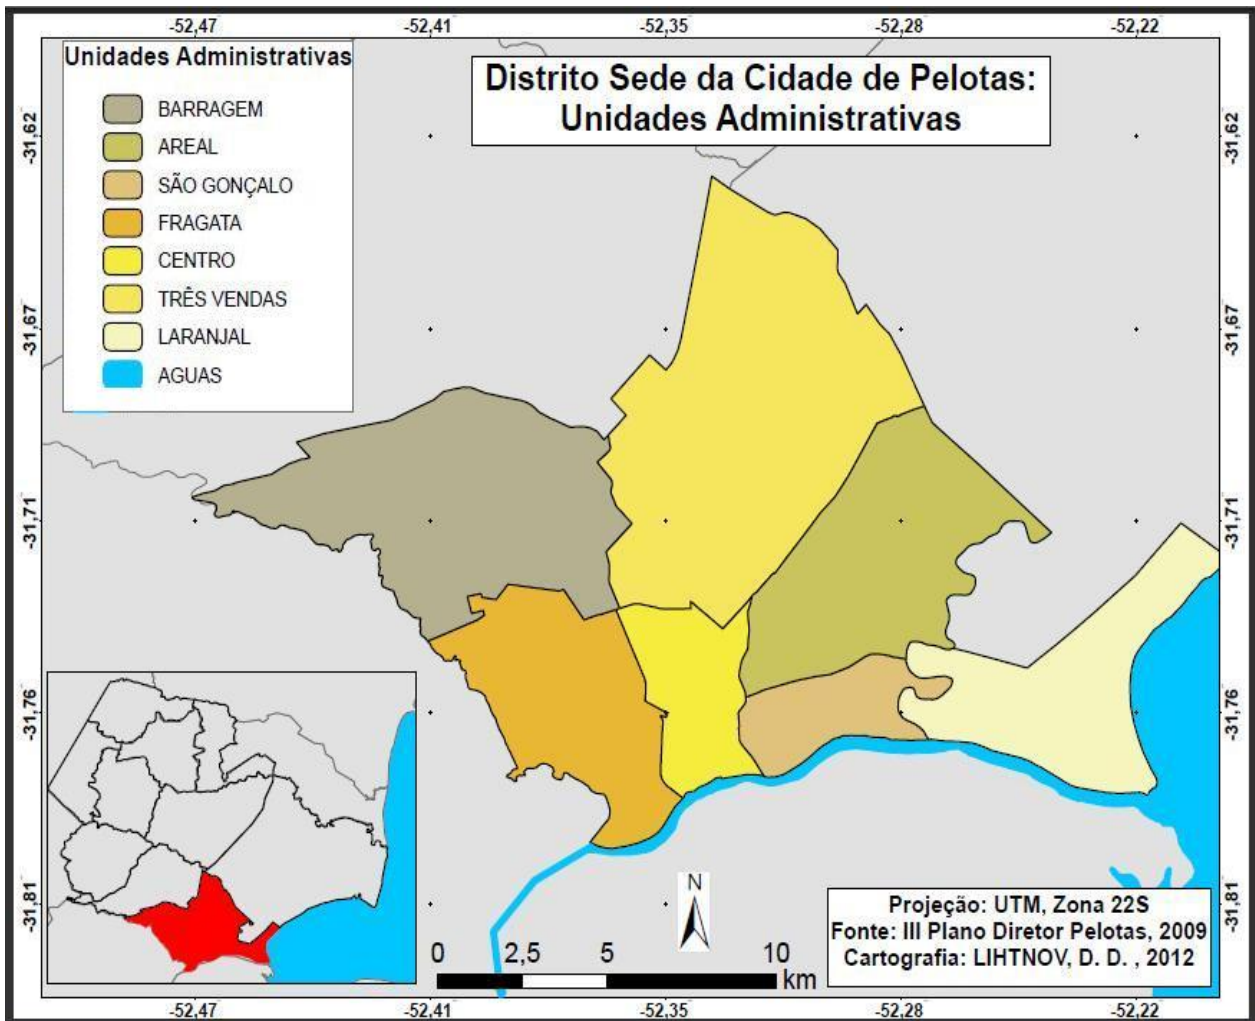 -52,47 -52,41 -52,35 -52,28 -52,22
Unidades Administrativas
BARRAGEM
AREAL
SÃO GONÇALO
FRAGATA
CENTRO
TRÊS VENDAS
LARANJAL
AGUAS
Distrito Sede da Cidade de Pelotas:
Unidades Administrativas
-31,62
-31,67
-31,71
-31,76
-31,81
-31,62
-31,67
-31,71
-31,76
-31,81
N
0 2,5 5 10
km
Projeção: UTM, Zona 22S
Fonte: III Plano Diretor Pelotas, 2009
Cartografia: LIHTNOV, D. D. , 2012
-52,47 -52,41 -52,35 -52,28 -52,22